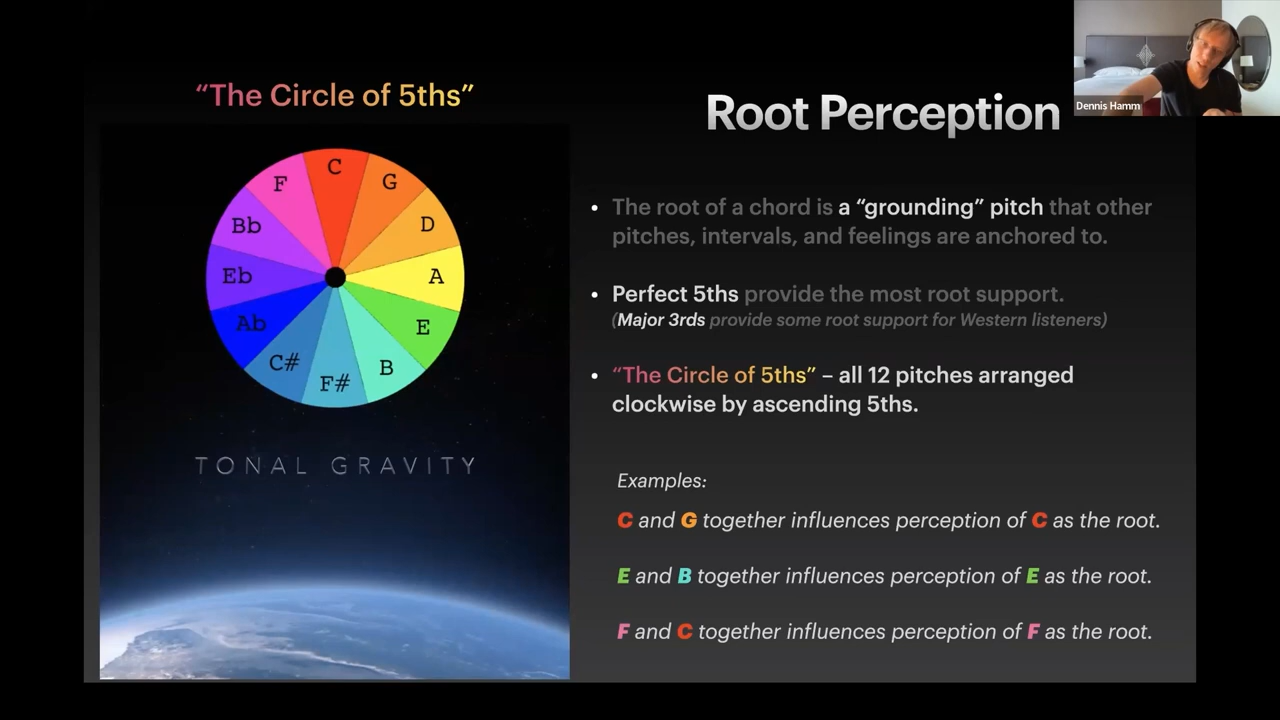 “The Circle of 5ths”
C
G
D
A
E
B
F#
C#
Ab
Eb
Bb
F
TONAL GRAVITY
Root Perception
Dennis Hamm
• The root of a chord is a “grounding” pitch that other
pitches, intervals, and feelings are anchored to.
• Perfect 5ths provide the most root support.
(Major 3rds provide some root support for Western listeners)
• “The Circle of 5ths” – all 12 pitches arranged
clockwise by ascending 5ths.
Examples:
C and G together influences perception of C as the root.
E and B together influences perception of E as the root.
F and C together influences perception of F as the root.